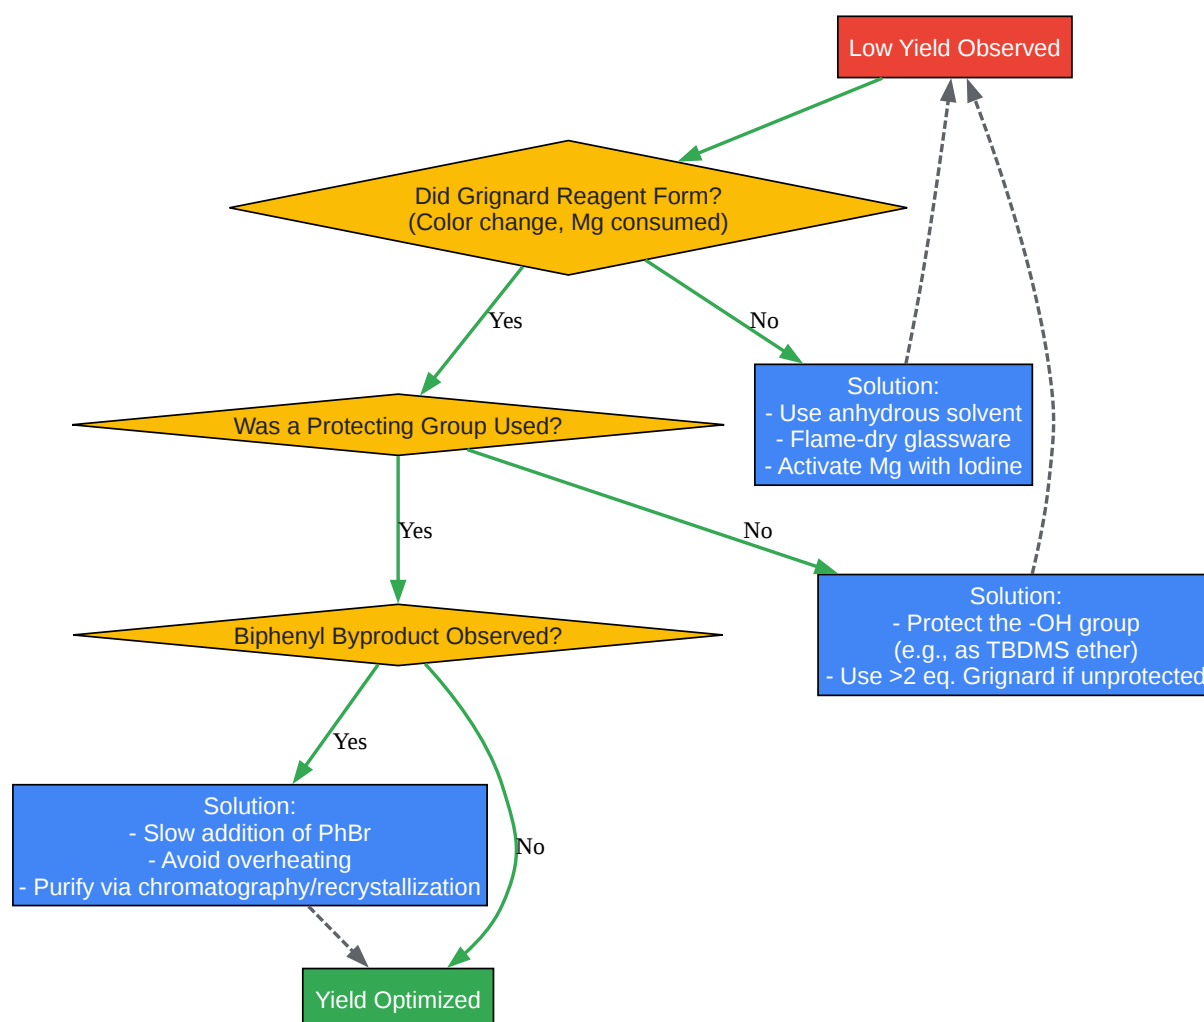 Low Yield Observed
Did Grignard Reagent Form?
(Color change, Mg consumed)
Yes
No
Solution:
- Use anhydrous solvent
- Flame-dry glassware
- Activate Mg with Iodine
Was a Protecting Group Used?
Yes
No
Solution:
- Protect the -OH group
(e.g., as TBDMS ether)
- Use >2 eq. Grignard if unprotected
Biphenyl Byproduct Observed?
Yes
No
Solution:
- Slow addition of PhBr
- Avoid overheating
- Purify via chromatography/recrystallization
Yield Optimized